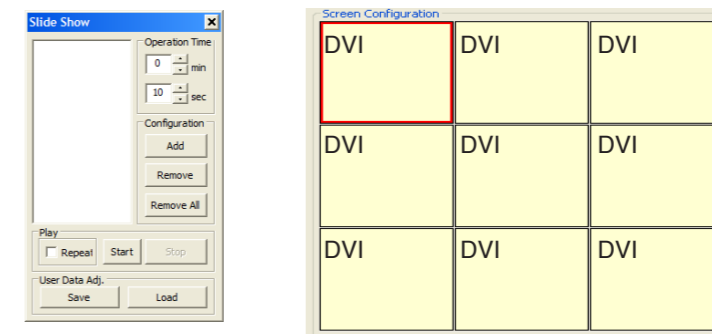 Slide Show
Operation Time
0 min
10 sec
Configuration
Add
Remove
Remove All
Play
Repeat Start Stop
User Data Adj.
Save Load
Screen Configuration
DVI DVI DVI
DVI DVI DVI
DVI DVI DVI